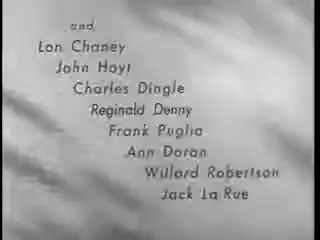 and
Lon Chaney
John Hoyt
Charles Dingle
Reginald Denny
Frank Puglia
Ann Doran
Willard Robertson
Jack La Rue